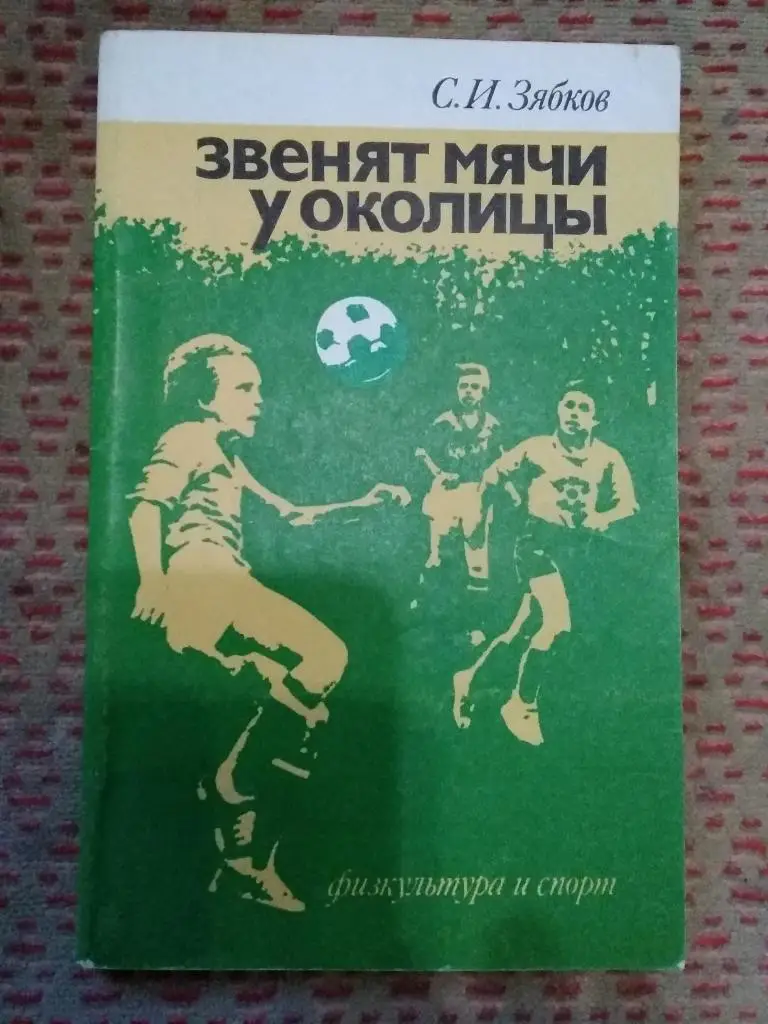 С.И. Зябков
ЗВЕНЯТ МЯЧИ
У ОКОЛИЦЫ
физкультура и спорт